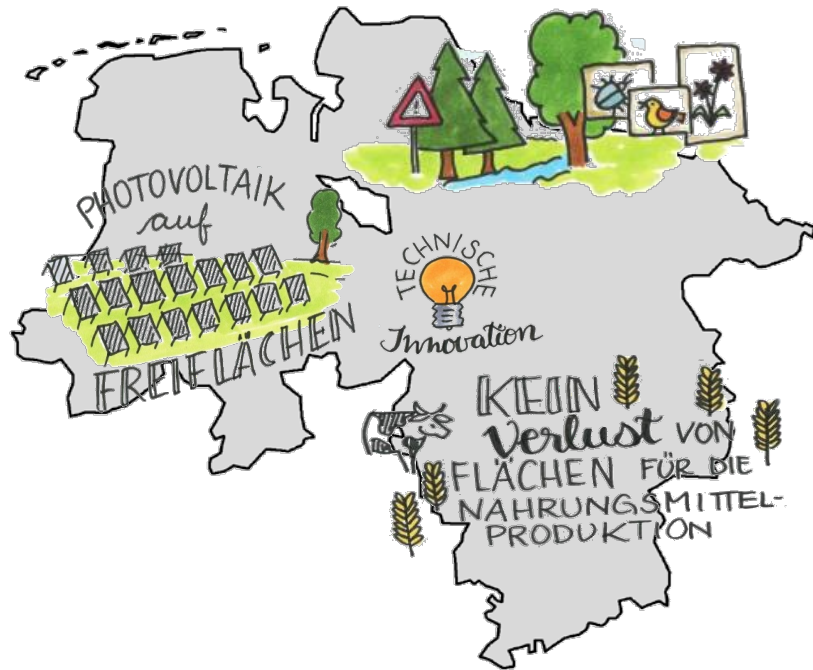 PHOTOVOLTAIK
auf
FREIFLÄCHEN
TECHNISCHE
Innovation
KEIN
Verlust VON
FLÄCHEN FÜR DIE
NAHRUNGSMITTEL-
PRODUKTION